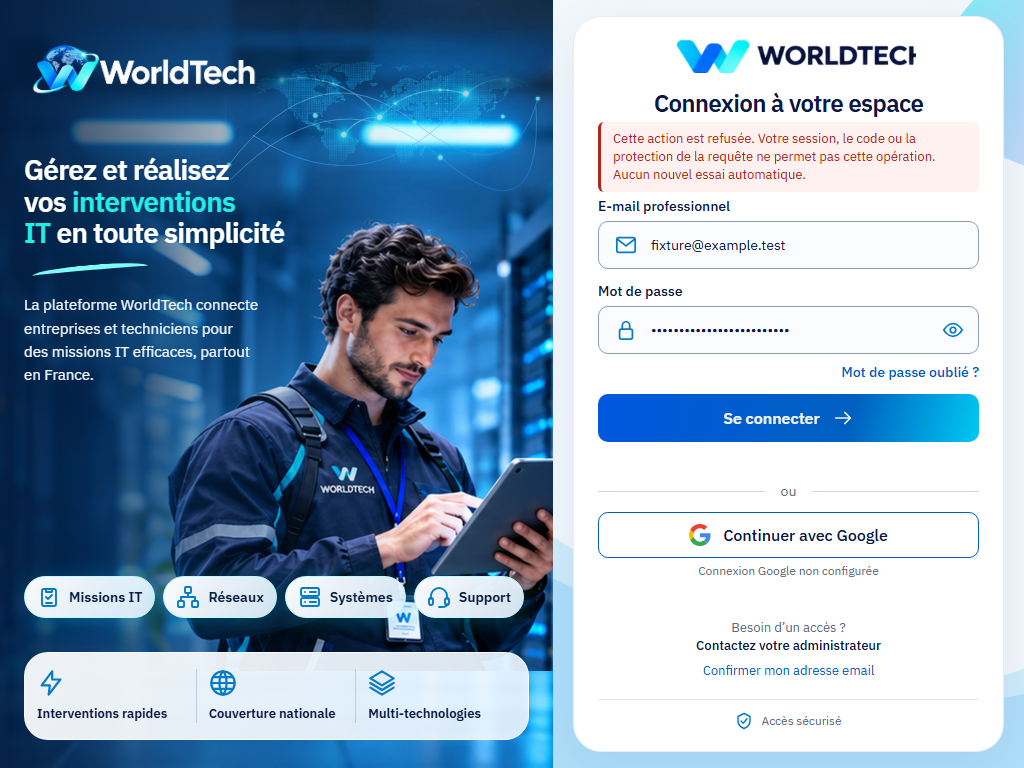 WorldTech
Gérez et réalisez
vos interventions
IT en toute simplicité
La plateforme WorldTech connecte
entreprises et techniciens pour
des missions IT efficaces, partout
en France.
WORLDTECH
Missions IT
Réseaux
Systèmes
Support
Interventions rapides
Couverture nationale
Multi-technologies
WORLDTECH
Connexion à votre espace
Cette action est refusée. Votre session, le code ou la
protection de la requête ne permet pas cette opération.
Aucun nouvel essai automatique.
E-mail professionnel
fixture@example.test
Mot de passe
Mot de passe oublié ?
Se connecter
ou
Continuer avec Google
Connexion Google non configurée
Besoin d’un accès ?
Contactez votre administrateur
Confirmer mon adresse email
Accès sécurisé